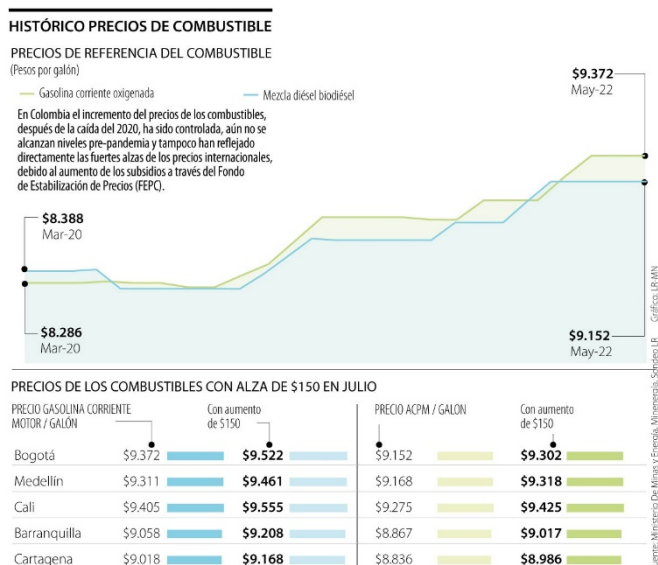 HISTÓRICO PRECIOS DE COMBUSTIBLE
PRECIOS DE REFERENCIA DEL COMBUSTIBLE
(Pesos por galón)
Gasolina corriente oxigenada
Mezcla diésel biodiésel
En Colombia el incremento del precios de los combustibles,
después de la caída del 2020, ha sido controlada, aún no se
alcanzan niveles pre-pandemia y tampoco han reflejado
directamente las fuertes alzas de los precios internacionales,
debido al aumento de los subsidios a través del Fondo
de Estabilización de Precios (FEPC).
$9.372
May-22
$8.388
Mar-20
$8.286
Mar-20
$9.152
May-22
PRECIOS DE LOS COMBUSTIBLES CON ALZA DE $150 EN JULIO
PRECIO GASOLINA CORRIENTE
MOTOR / GALÓN
Con aumento
de $150
PRECIO ACPM / GALON
Con aumento
de $150
Bogotá $9.372 $9.522 $9.152 $9.302
Medellín $9.311 $9.461 $9.168 $9.318
Cali $9.405 $9.555 $9.275 $9.425
Barranquilla $9.058 $9.208 $8.867 $9.017
Cartagena $9.018 $9.168 $8.836 $8.986
Ministerio De Minas y Energía, Minenergía, Sondeo LR Gráfico: LR-MN